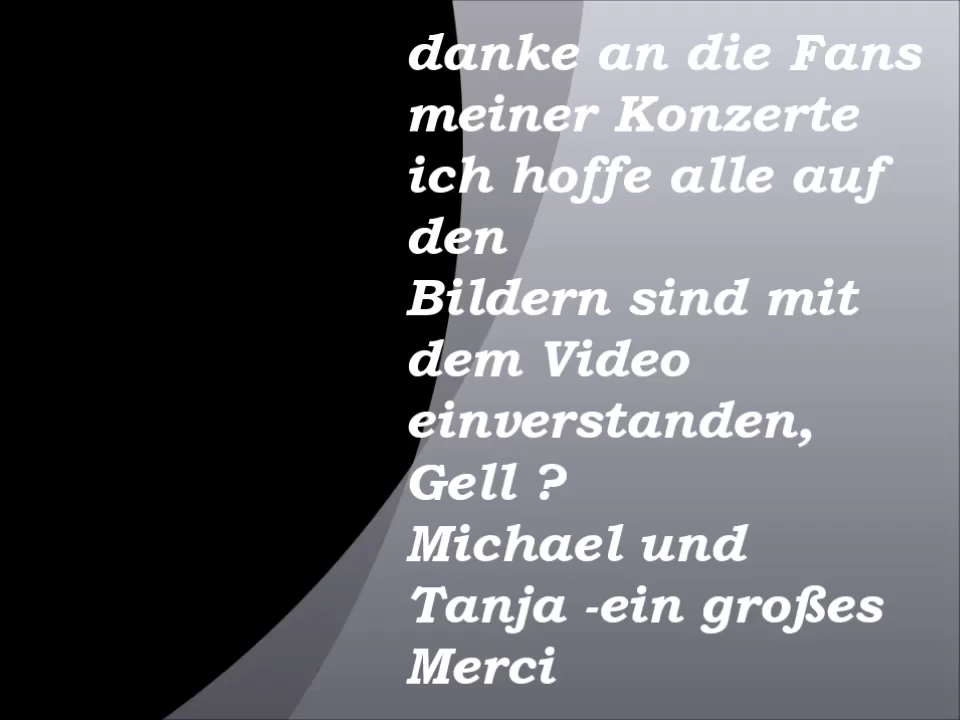 danke an die Fans
meiner Konzerte
ich hoffe alle auf
den
Bildern sind mit
dem Video
einverstanden,
Gell ?
Michael und
Tanja -ein großes
Merci